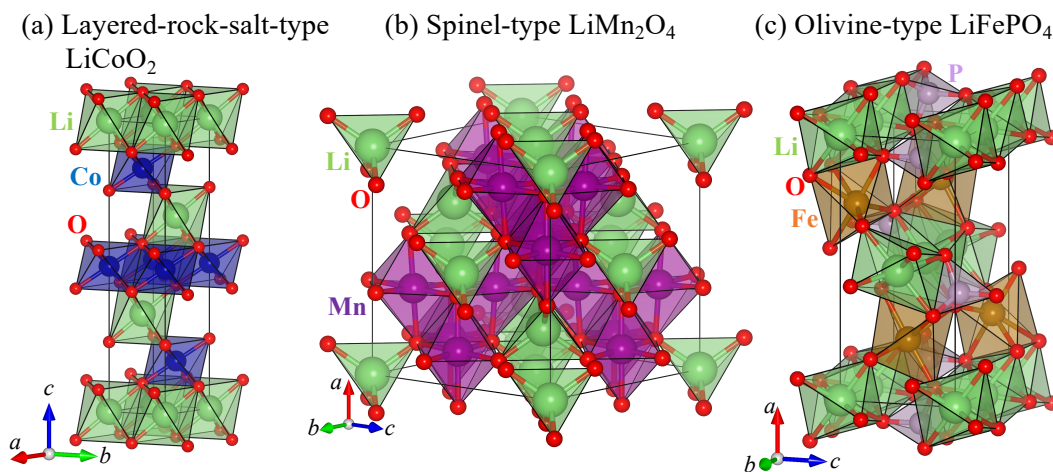 (a) Layered-rock-salt-type
LiCoO₂
(b) Spinel-type LiMn₂O₄
(c) Olivine-type LiFePO₄
Li
Co
O
c
a
b
Li
O
Mn
a
b
c
P
Li
O
Fe
a
b
c